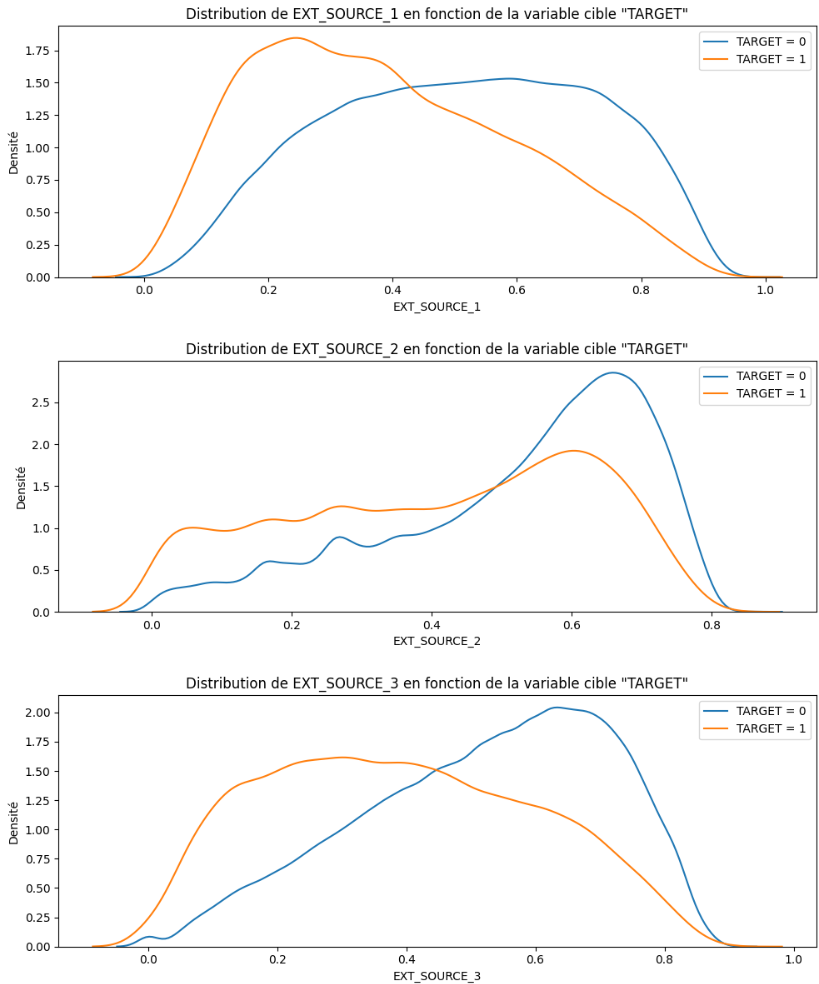 Distribution de EXT_SOURCE_1 en fonction de la variable cible "TARGET"
TARGET = 0
TARGET = 1
1.75
1.50
1.25
1.00
0.75
0.50
0.25
0.00
Densité
0.0 0.2 0.4 0.6 0.8 1.0
EXT_SOURCE_1
Distribution de EXT_SOURCE_2 en fonction de la variable cible "TARGET"
TARGET = 0
TARGET = 1
2.5
2.0
1.5
1.0
0.5
0.0
Densité
0.0 0.2 0.4 0.6 0.8
EXT_SOURCE_2
Distribution de EXT_SOURCE_3 en fonction de la variable cible "TARGET"
TARGET = 0
TARGET = 1
2.00
1.75
1.50
1.25
1.00
0.75
0.50
0.25
0.00
Densité
0.0 0.2 0.4 0.6 0.8 1.0
EXT_SOURCE_3